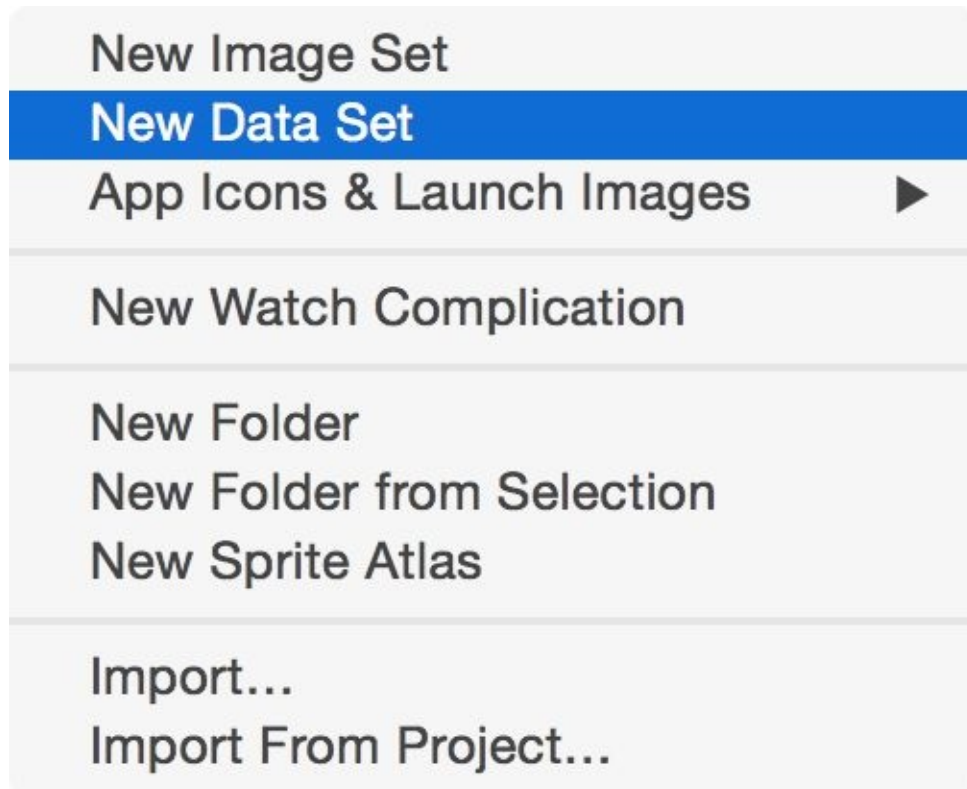 New Image Set
New Data Set
App Icons & Launch Images
New Watch Complication
New Folder
New Folder from Selection
New Sprite Atlas
Import...
Import From Project...